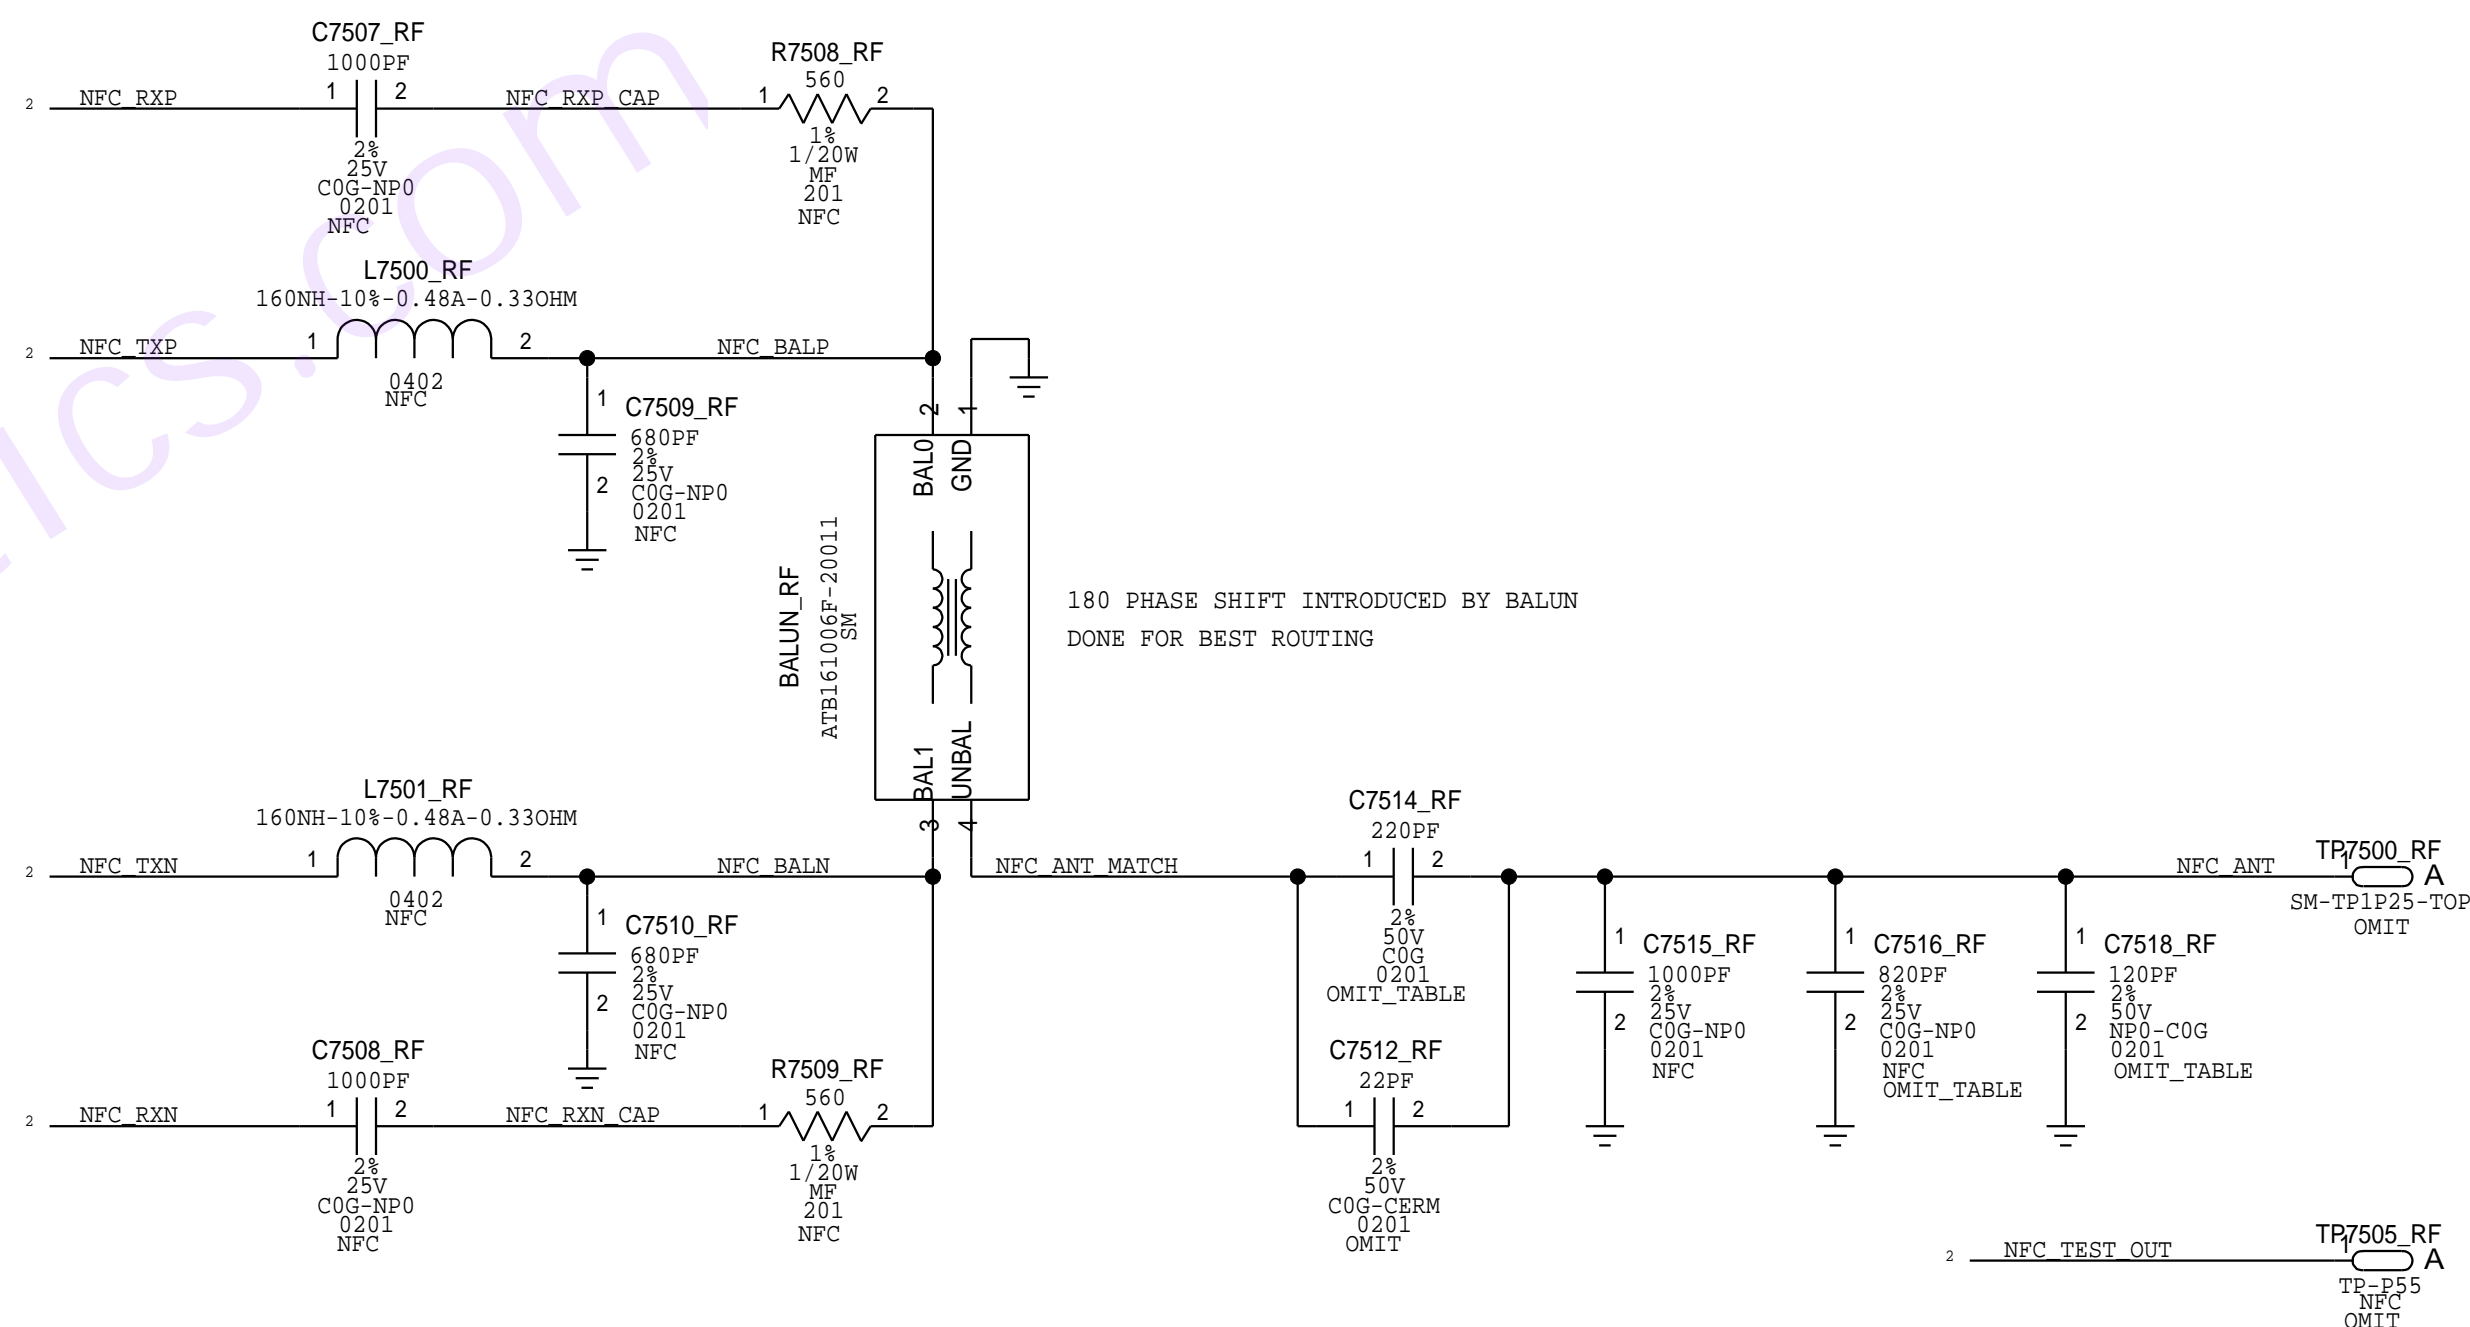 C7507_RF
1000PF
1 2
2 NFC_RXP
NFC_RXP_CAP
2%
25V
C0G-NP0
0201
NFC
R7508_RF
560
1 2
1%
1/20W
MF
201
NFC
L7500_RF
160NH-10%-0.48A-0.33OHM
1 2
2 NFC_TXP
NFC_BALP
0402
NFC
1
C7509_RF
680PF
2%
25V
2
C0G-NP0
0201
NFC
2 1
BAL0 GND
BALUN_RF
ATB161006F-20011
SM
BAL1 UNBAL
3 4
180 PHASE SHIFT INTRODUCED BY BALUN
DONE FOR BEST ROUTING
L7501_RF
160NH-10%-0.48A-0.33OHM
1 2
2 NFC_TXN
NFC_BALN
0402
NFC
1
C7510_RF
680PF
2%
25V
2
C0G-NP0
0201
NFC
C7508_RF
1000PF
1 2
2 NFC_RXN
NFC_RXN_CAP
2%
25V
C0G-NP0
0201
NFC
R7509_RF
560
1 2
1%
1/20W
MF
201
NFC
NFC_ANT_MATCH
C7514_RF
220PF
1 2
2%
50V
C0G
0201
OMIT_TABLE
C7512_RF
22PF
1 2
2%
50V
C0G-CERM
0201
OMIT
1
C7515_RF
1000PF
2%
25V
2
C0G-NP0
0201
NFC
1
C7516_RF
820PF
2%
25V
2
C0G-NP0
0201
NFC
OMIT_TABLE
1
C7518_RF
120PF
2%
50V
2
NP0-C0G
0201
OMIT_TABLE
NFC_ANT
TP7500_RF
1
A
SM-TP1P25-TOP
OMIT
2 NFC_TEST_OUT
TP7505_RF
1
A
TP-P55
NFC
OMIT
ics.com